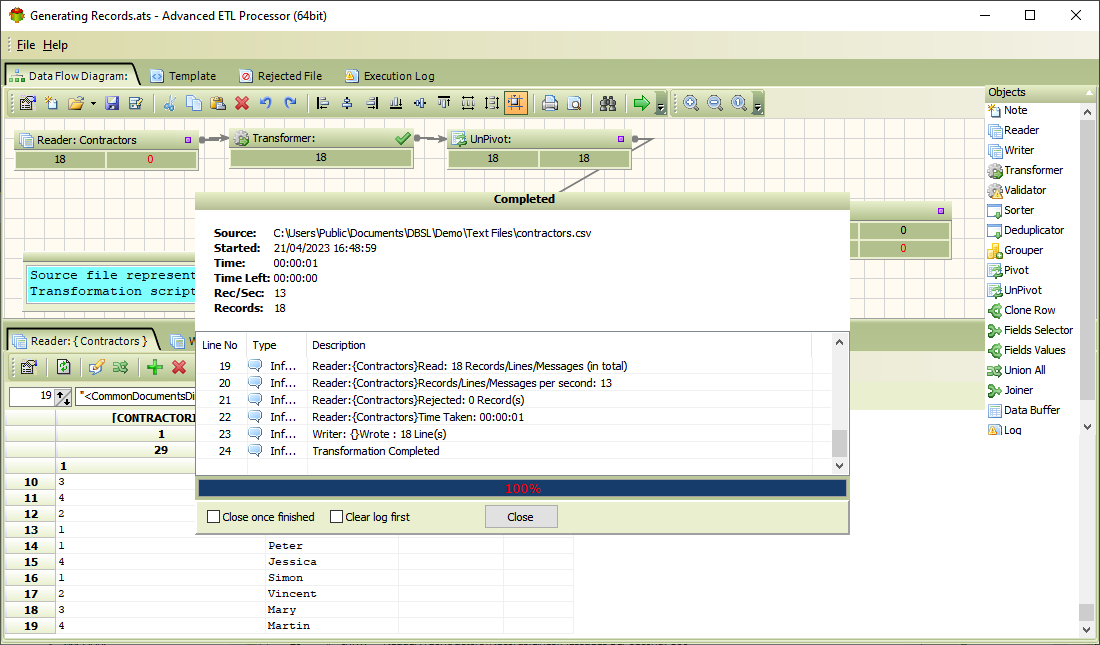 Generating Records.ats - Advanced ETL Processor (64bit)
File Help
Data Flow Diagram: Template Rejected File Execution Log
Objects
Note
Reader
Writer
Transformer
Validator
Sorter
Deduplicator
Grouper
Pivot
UnPivot
Clone Row
Fields Selector
Fields Values
Union All
Joiner
Data Buffer
Log
Reader: Contractors
18 0
Transformer:
18
UnPivot:
18 18
0
0
Source file represent
Transformation script
Completed
Source: C:\Users\Public\Documents\DBSL\Demo\Text Files\contractors.csv
Started: 21/04/2023 16:48:59
Time: 00:00:01
Time Left: 00:00:00
Rec/Sec: 13
Records: 18
Line No Type Description
19 Inf... Reader:{Contractors}Read: 18 Records/Lines/Messages (in total)
20 Inf... Reader:{Contractors}Records/Lines/Messages per second: 13
21 Inf... Reader:{Contractors}Rejected: 0 Record(s)
22 Inf... Reader:{Contractors}Time Taken: 00:00:01
23 Inf... Writer: {}Wrote : 18 Line(s)
24 Transformation Completed
Inf...
100%
Close once finished Clear log first Close
Reader: { Contractors } W
19 "<CommonDocumentsDi
[CONTRACTORI
1
29
1
10 3
11 4
12 2
13 1
14 1 Peter
15 4 Jessica
16 1 Simon
17 2 Vincent
18 3 Mary
19 4 Martin